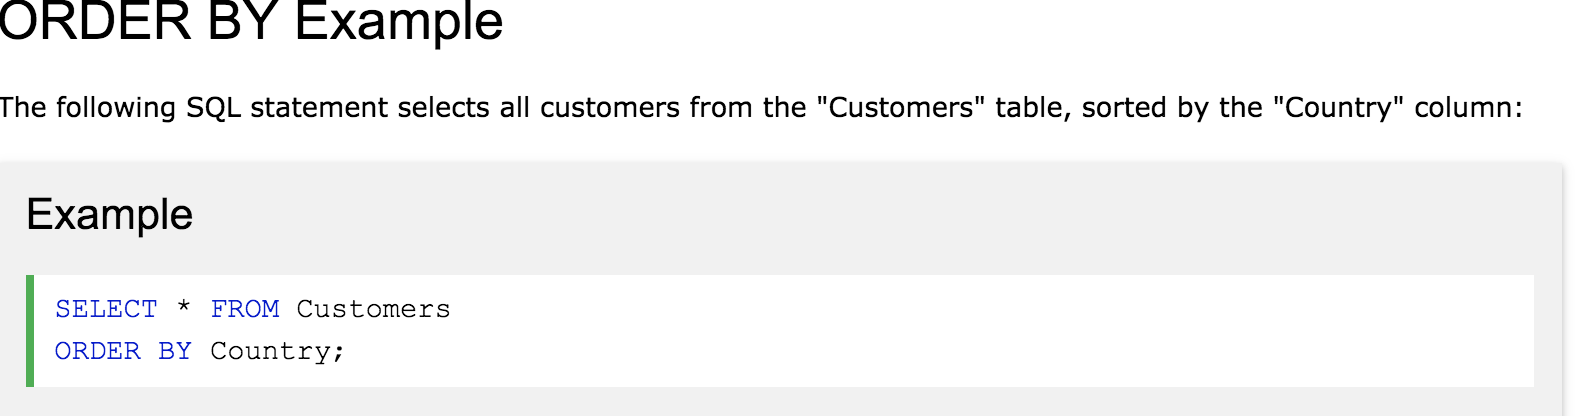 ORDER BY Example
The following SQL statement selects all customers from the "Customers" table, sorted by the "Country" column:
Example
SELECT * FROM Customers
ORDER BY Country;